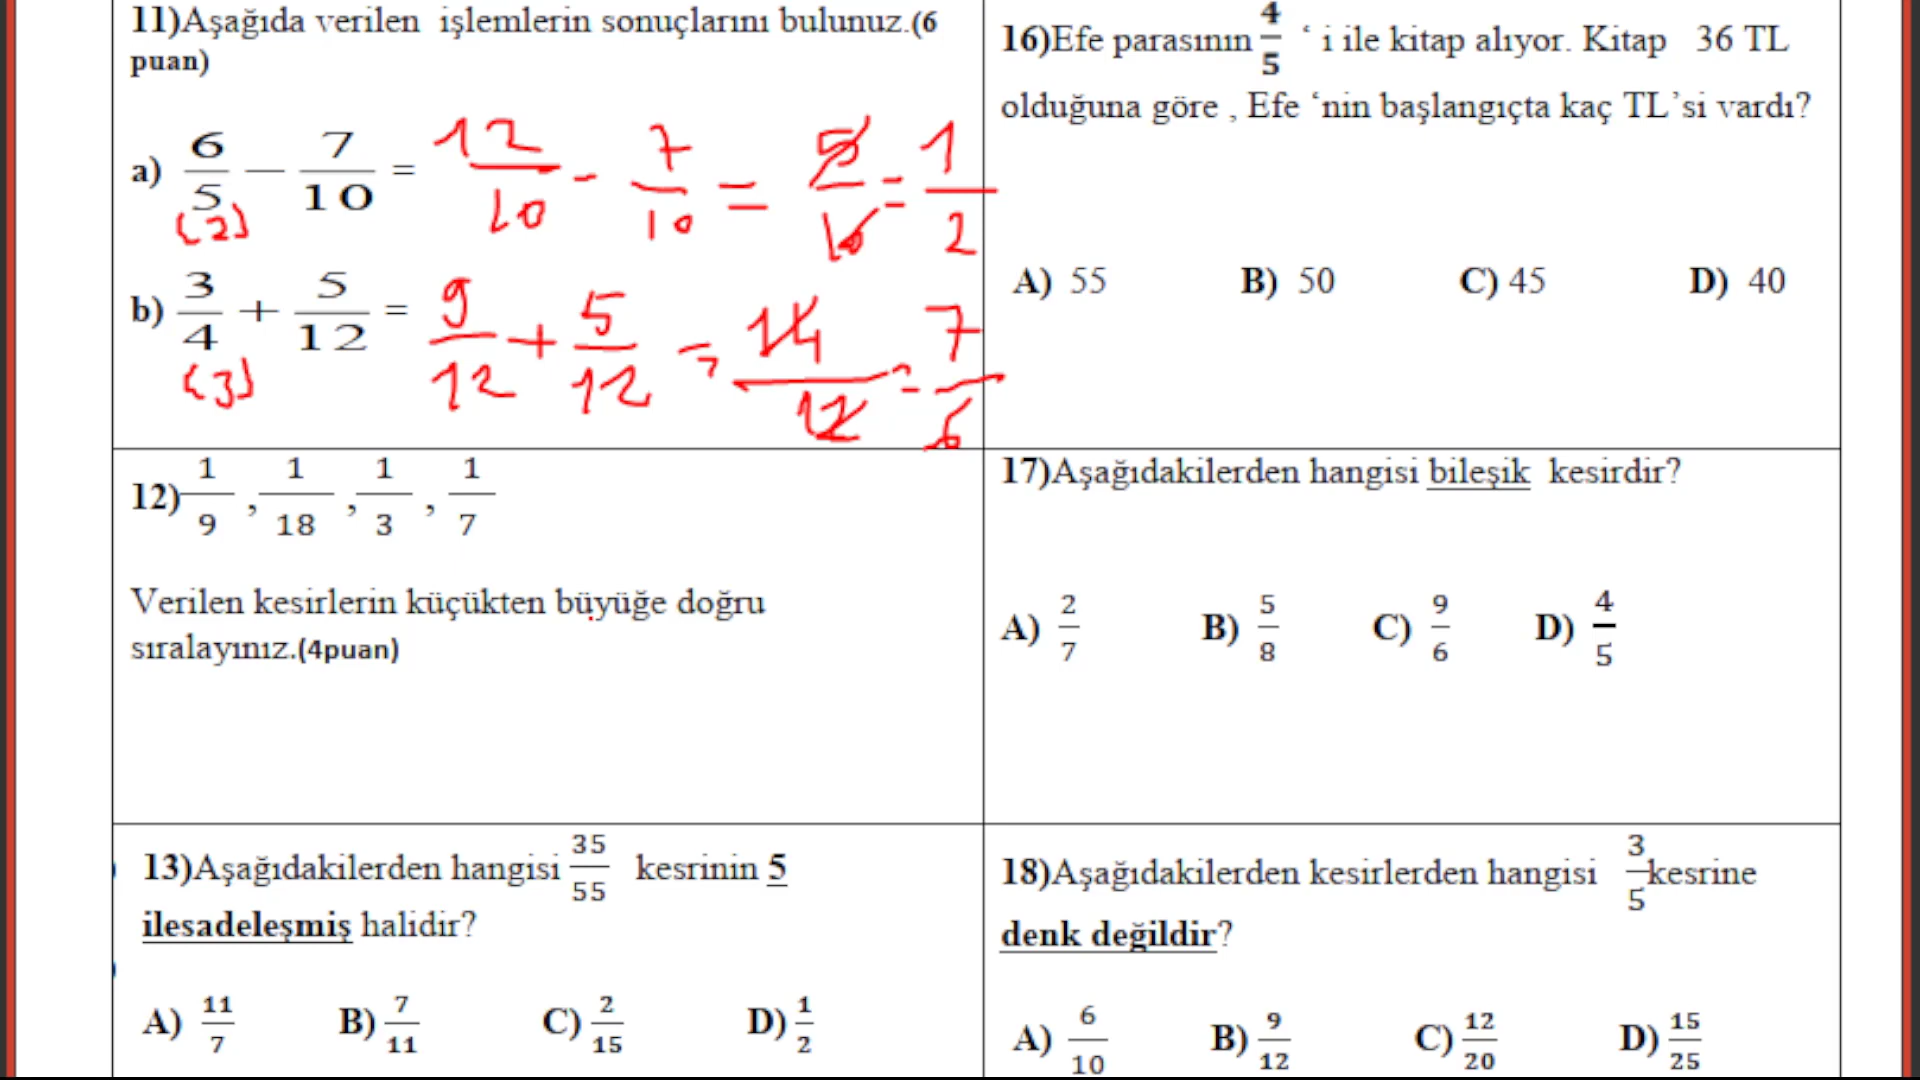 11)Aşağıda verilen işlemlerin sonuçlarını bulunuz.(6
puan)
a) 6/5 − 7/10 = 12/10 - 7/10 = 5/10 = 1/2
(2)
b) 3/4 + 5/12 = 9/12 + 5/12 = 14/12 = 7/6
(3)
12) 1/9 , 1/18 , 1/3 , 1/7
Verilen kesirlerin küçükten büyüğe doğru
sıralayınız.(4puan)
13)Aşağıdakilerden hangisi 35/55 kesrinin 5
ilesadeleşmiş halidir?
A) 11/7 B) 7/11 C) 2/15 D) 1/2
16)Efe parasının 4/5 ‘ i ile kitap alıyor. Kitap 36 TL
olduğuna göre , Efe ‘nin başlangıçta kaç TL’si vardı?
A) 55 B) 50 C) 45 D) 40
17)Aşağıdakilerden hangisi bileşik kesirdir?
A) 2/7 B) 5/8 C) 9/6 D) 4/5
18)Aşağıdakilerden kesirlerden hangisi 3/5 kesrine
denk değildir?
A) 6/10 B) 9/12 C) 12/20 D) 15/25